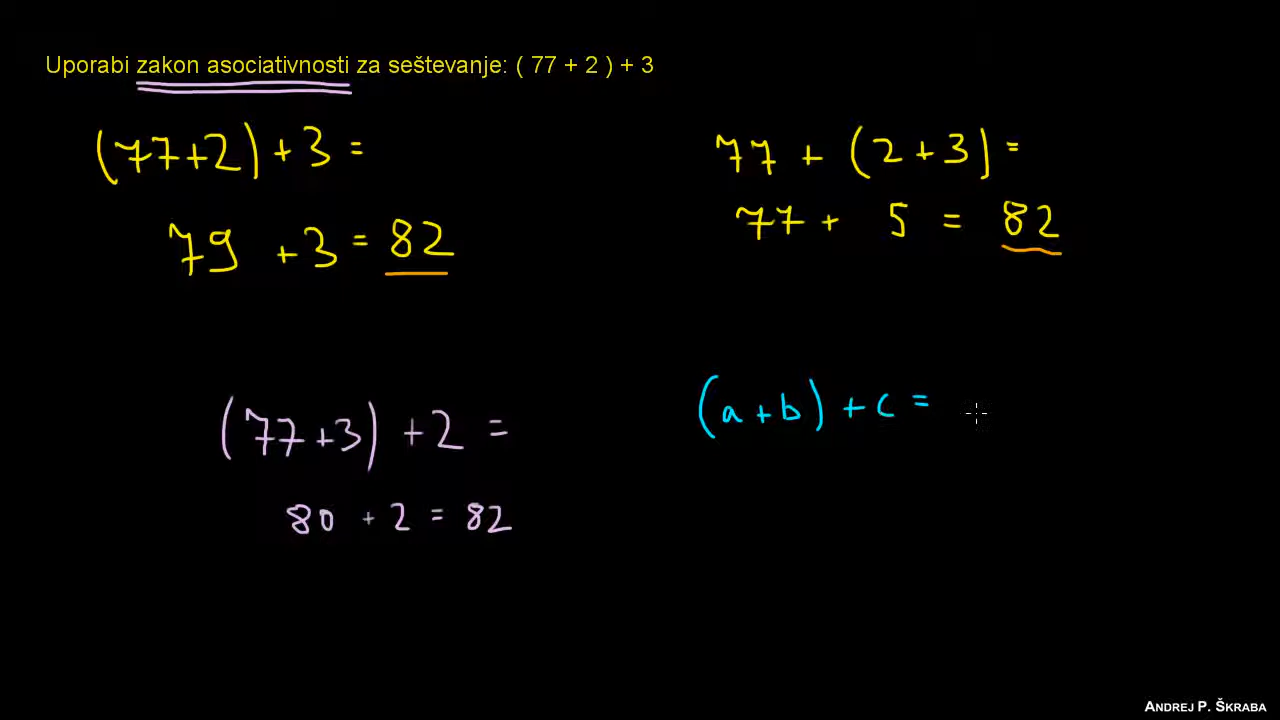 Uporabi zakon asociativnosti za seštevanje: ( 77 + 2 ) + 3
(77+2) + 3 =
79 + 3 = 82
77 + (2 + 3) =
77 + 5 = 82
(77+3) + 2 =
80 + 2 = 82
(a + b) + c =
ANDREJ P. ŠKRABA